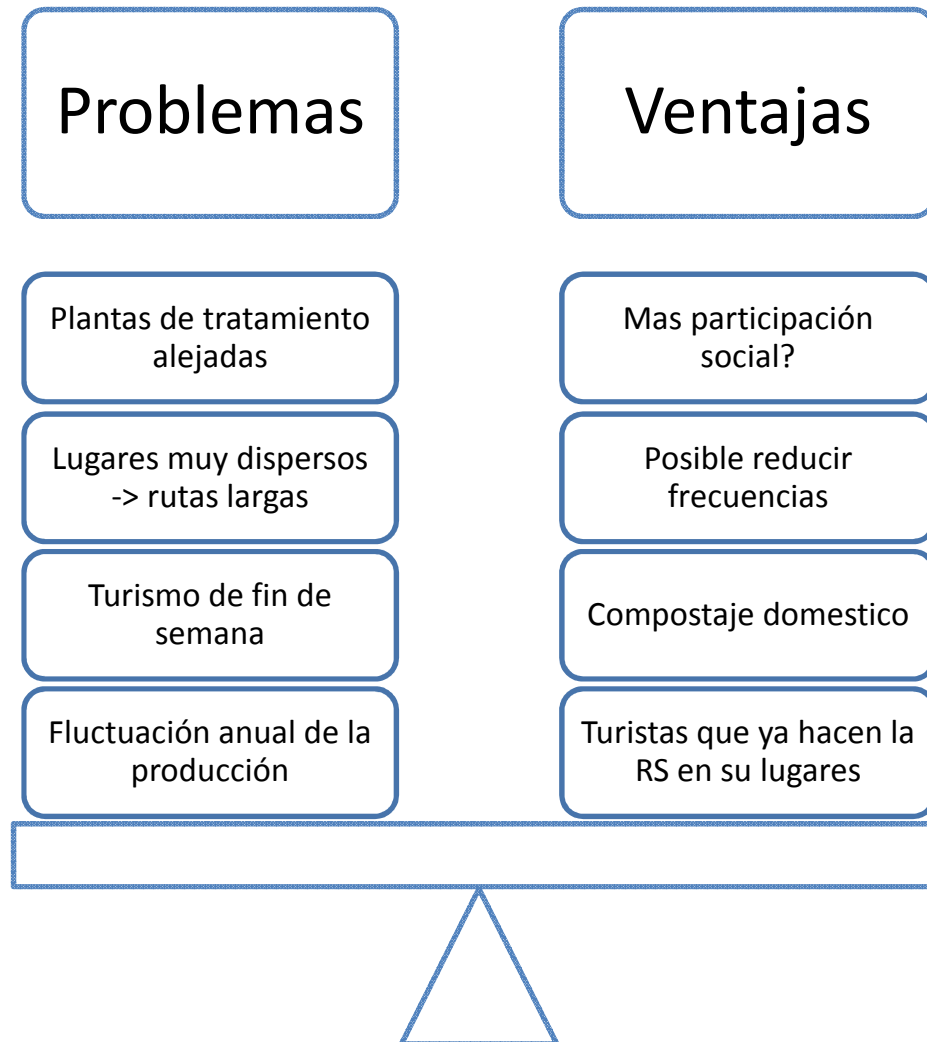 Problemas
Plantas de tratamiento
alejadas
Lugares muy dispersos
-> rutas largas
Turismo de fin de
semana
Fluctuación anual de la
producción
Ventajas
Mas participación
social?
Posible reducir
frecuencias
Compostaje domestico
Turistas que ya hacen la
RS en su lugares